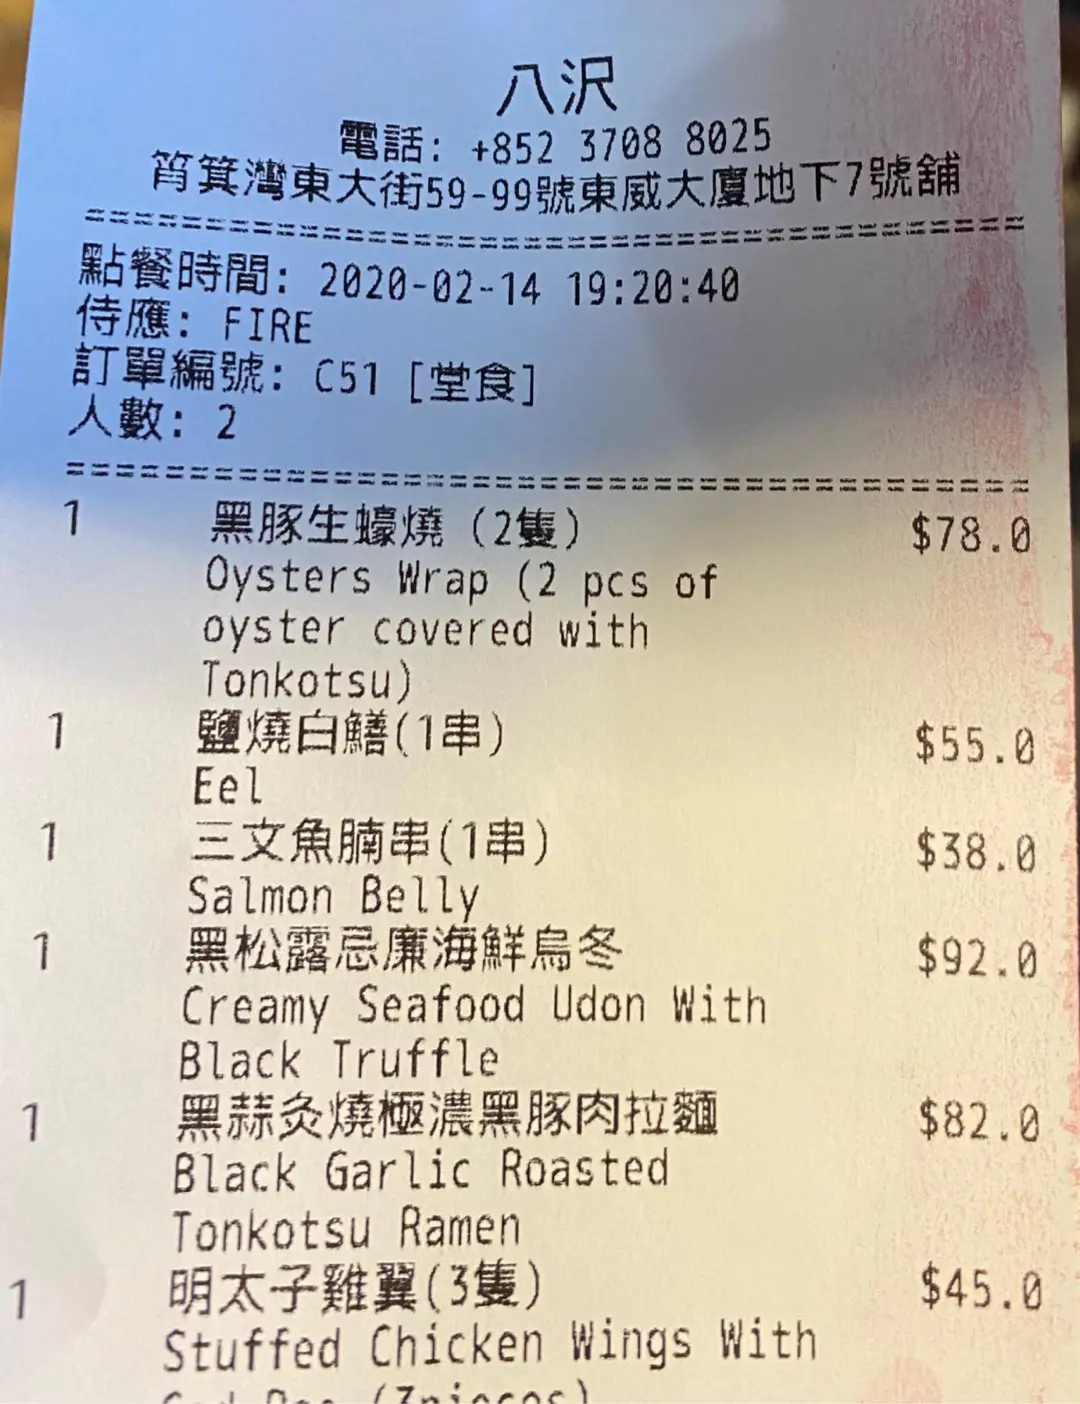 八沢
電話: +852 3708 8025
筲箕灣東大街59-99號東威大廈地下7號舖
點餐時間: 2020-02-14 19:20:40
侍應: FIRE
訂單編號: C51 [堂食]
人數: 2
1 黑豚生蠔燒 (2隻) $78.0
Oysters Wrap (2 pcs of
oyster covered with
Tonkotsu)
1 鹽燒白鱔(1串) $55.0
Eel
1 三文魚腩串(1串) $38.0
Salmon Belly
1 黑松露忌廉海鮮烏冬 $92.0
Creamy Seafood Udon With
Black Truffle
1 黑蒜灸燒極濃黑豚肉拉麵 $82.0
Black Garlic Roasted
Tonkotsu Ramen
1 明太子雞翼(3隻) $45.0
Stuffed Chicken Wings With